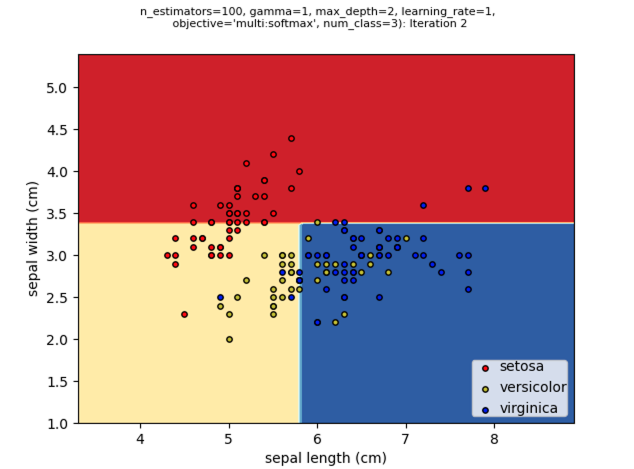 n_estimators=100, gamma=1, max_depth=2, learning_rate=1,
objective='multi:softmax', num_class=3): Iteration 2
5.0
4.5
4.0
3.5
3.0
2.5
2.0
1.5
1.0
sepal width (cm)
setosa
versicolor
virginica
4 5 6 7 8
sepal length (cm)